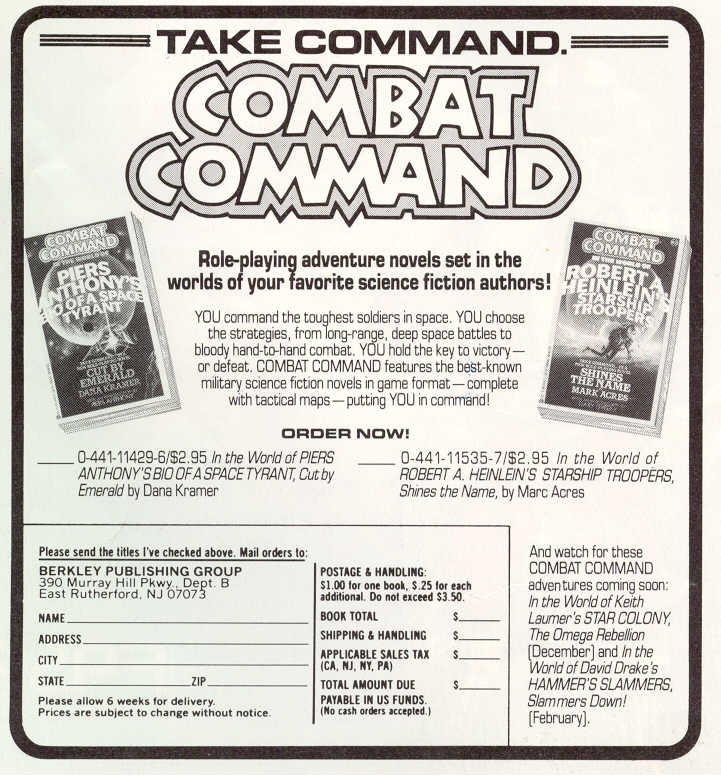 TAKE COMMAND.
COMBAT
COMMAND
COMBAT
COMMAND
IN THE WORLD OF
PIERS
ANTHONY'S
BIO OF A SPACE
TYRANT
CUT BY
EMERALD
DANA KRAMER
PIERS ANTHONY
COMBAT
COMMAND
IN THE WORLD OF
ROBERT A.
HEINLEIN'S
STARSHIP
TROOPERS
SHINES
THE NAME
MARK ACRES
Role-playing adventure novels set in the
worlds of your favorite science fiction authors!
YOU command the toughest soldiers in space. YOU choose
the strategies, from long-range, deep space battles to
bloody hand-to-hand combat. YOU hold the key to victory —
or defeat. COMBAT COMMAND features the best-known
military science fiction novels in game format — complete
with tactical maps — putting YOU in command!
ORDER NOW!
____ 0-441-11429-6/$2.95 In the World of PIERS
ANTHONY'S BIO OF A SPACE TYRANT, Cut by
Emerald by Dana Kramer
____ 0-441-11535-7/$2.95 In the World of
ROBERT A. HEINLEIN'S STARSHIP TROOPERS,
Shines the Name, by Marc Acres
Please send the titles I've checked above. Mail orders to:
BERKLEY PUBLISHING GROUP
390 Murray Hill Pkwy., Dept. B
East Rutherford, NJ 07073
NAME
ADDRESS
CITY
STATE ZIP
Please allow 6 weeks for delivery.
Prices are subject to change without notice.
POSTAGE & HANDLING:
$1.00 for one book, $.25 for each
additional. Do not exceed $3.50.
BOOK TOTAL $
SHIPPING & HANDLING $
APPLICABLE SALES TAX $
(CA, NJ, NY, PA)
TOTAL AMOUNT DUE $
PAYABLE IN US FUNDS.
(No cash orders accepted.)
And watch for these
COMBAT COMMAND
adventures coming soon:
In the World of Keith
Laumer's STAR COLONY,
The Omega Rebellion
(December) and In the
World of David Drake's
HAMMER'S SLAMMERS,
Slammers Down!
(February).